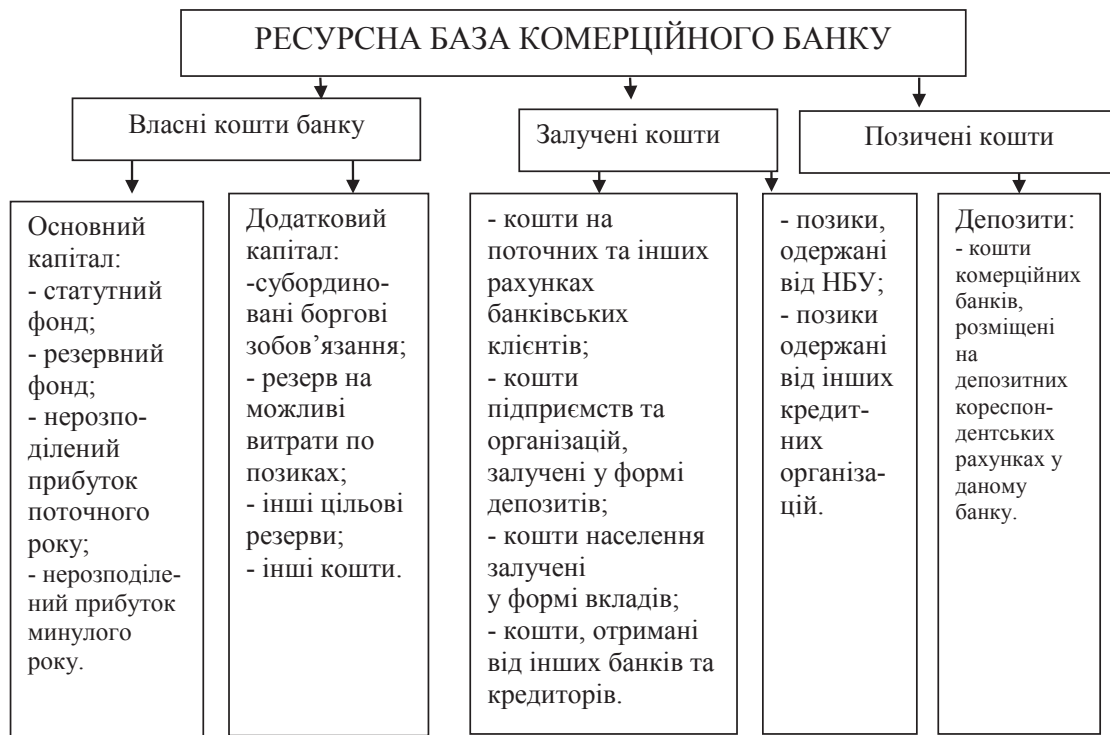 РЕСУРСНА БАЗА КОМЕРЦІЙНОГО БАНКУ
Власні кошти банку
Залучені кошти
Позичені кошти
Основний
капітал:
- статутний
фонд;
- резервний
фонд;
- нерозпо-
ділений
прибуток
поточного
року;
- нерозподіле-
ний прибуток
минулого
року.
Додатковий
капітал:
-субордино-
вані боргові
зобов’язання;
- резерв на
можливі
витрати по
позиках;
- інші цільові
резерви;
- інші кошти.
- кошти на
поточних та інших
рахунках
банківських
клієнтів;
- кошти
підприємств та
організацій,
залучені у формі
депозитів;
- кошти населення
залучені
у формі вкладів;
- кошти, отримані
від інших банків та
кредиторів.
- позики,
одержані
від НБУ;
- позики
одержані
від інших
кредит-
них
організа-
цій.
Депозити:
- кошти
комерційних
банків,
розміщені
на
депозитних
кореспон-
дентських
рахунках у
даному
банку.